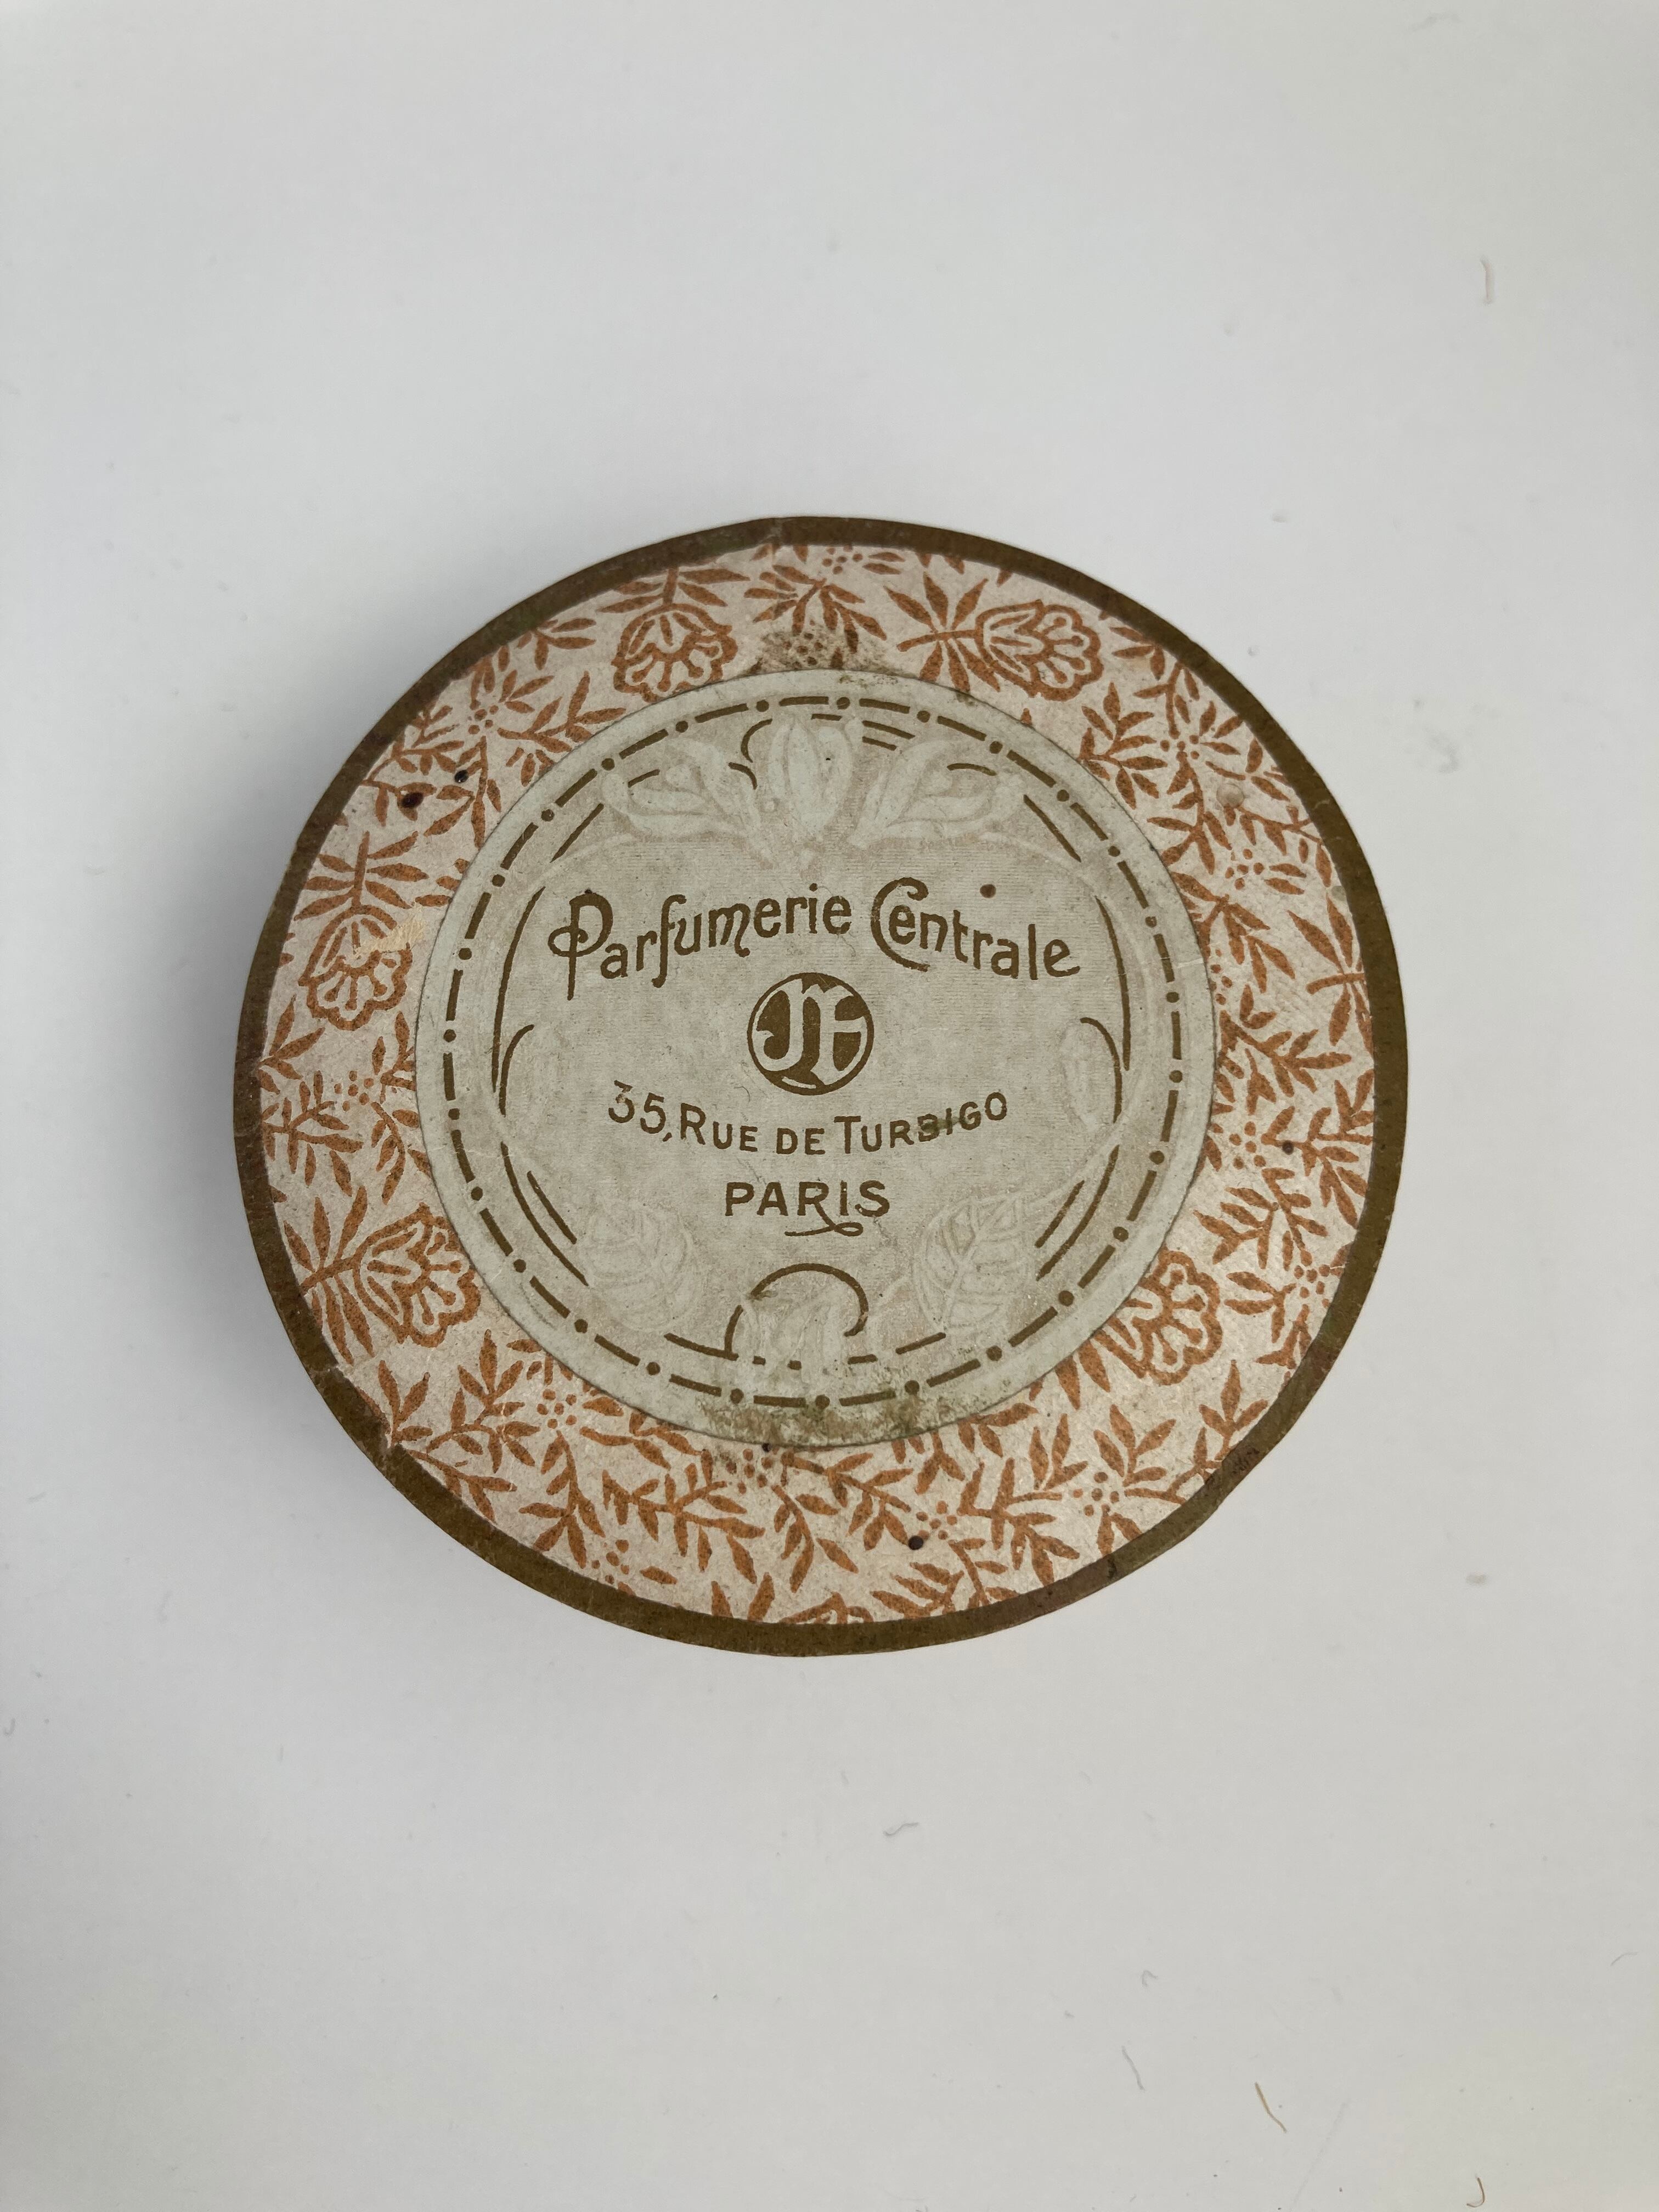 Parfumerie Centrale
35, RUE DE TURBIGO
PARIS